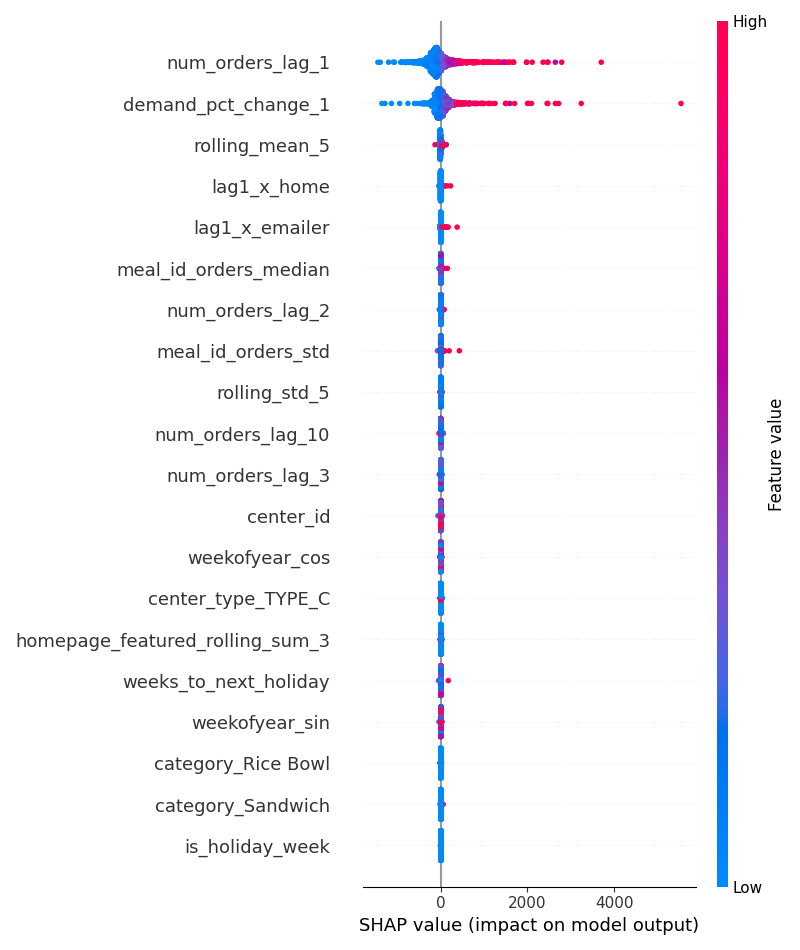 High
num_orders_lag_1
demand_pct_change_1
rolling_mean_5
lag1_x_home
lag1_x_emailer
meal_id_orders_median
num_orders_lag_2
meal_id_orders_std
rolling_std_5
num_orders_lag_10
num_orders_lag_3
center_id
weekofyear_cos
center_type_TYPE_C
homepage_featured_rolling_sum_3
weeks_to_next_holiday
weekofyear_sin
category_Rice Bowl
category_Sandwich
is_holiday_week
Feature value
Low
0 2000 4000
SHAP value (impact on model output)